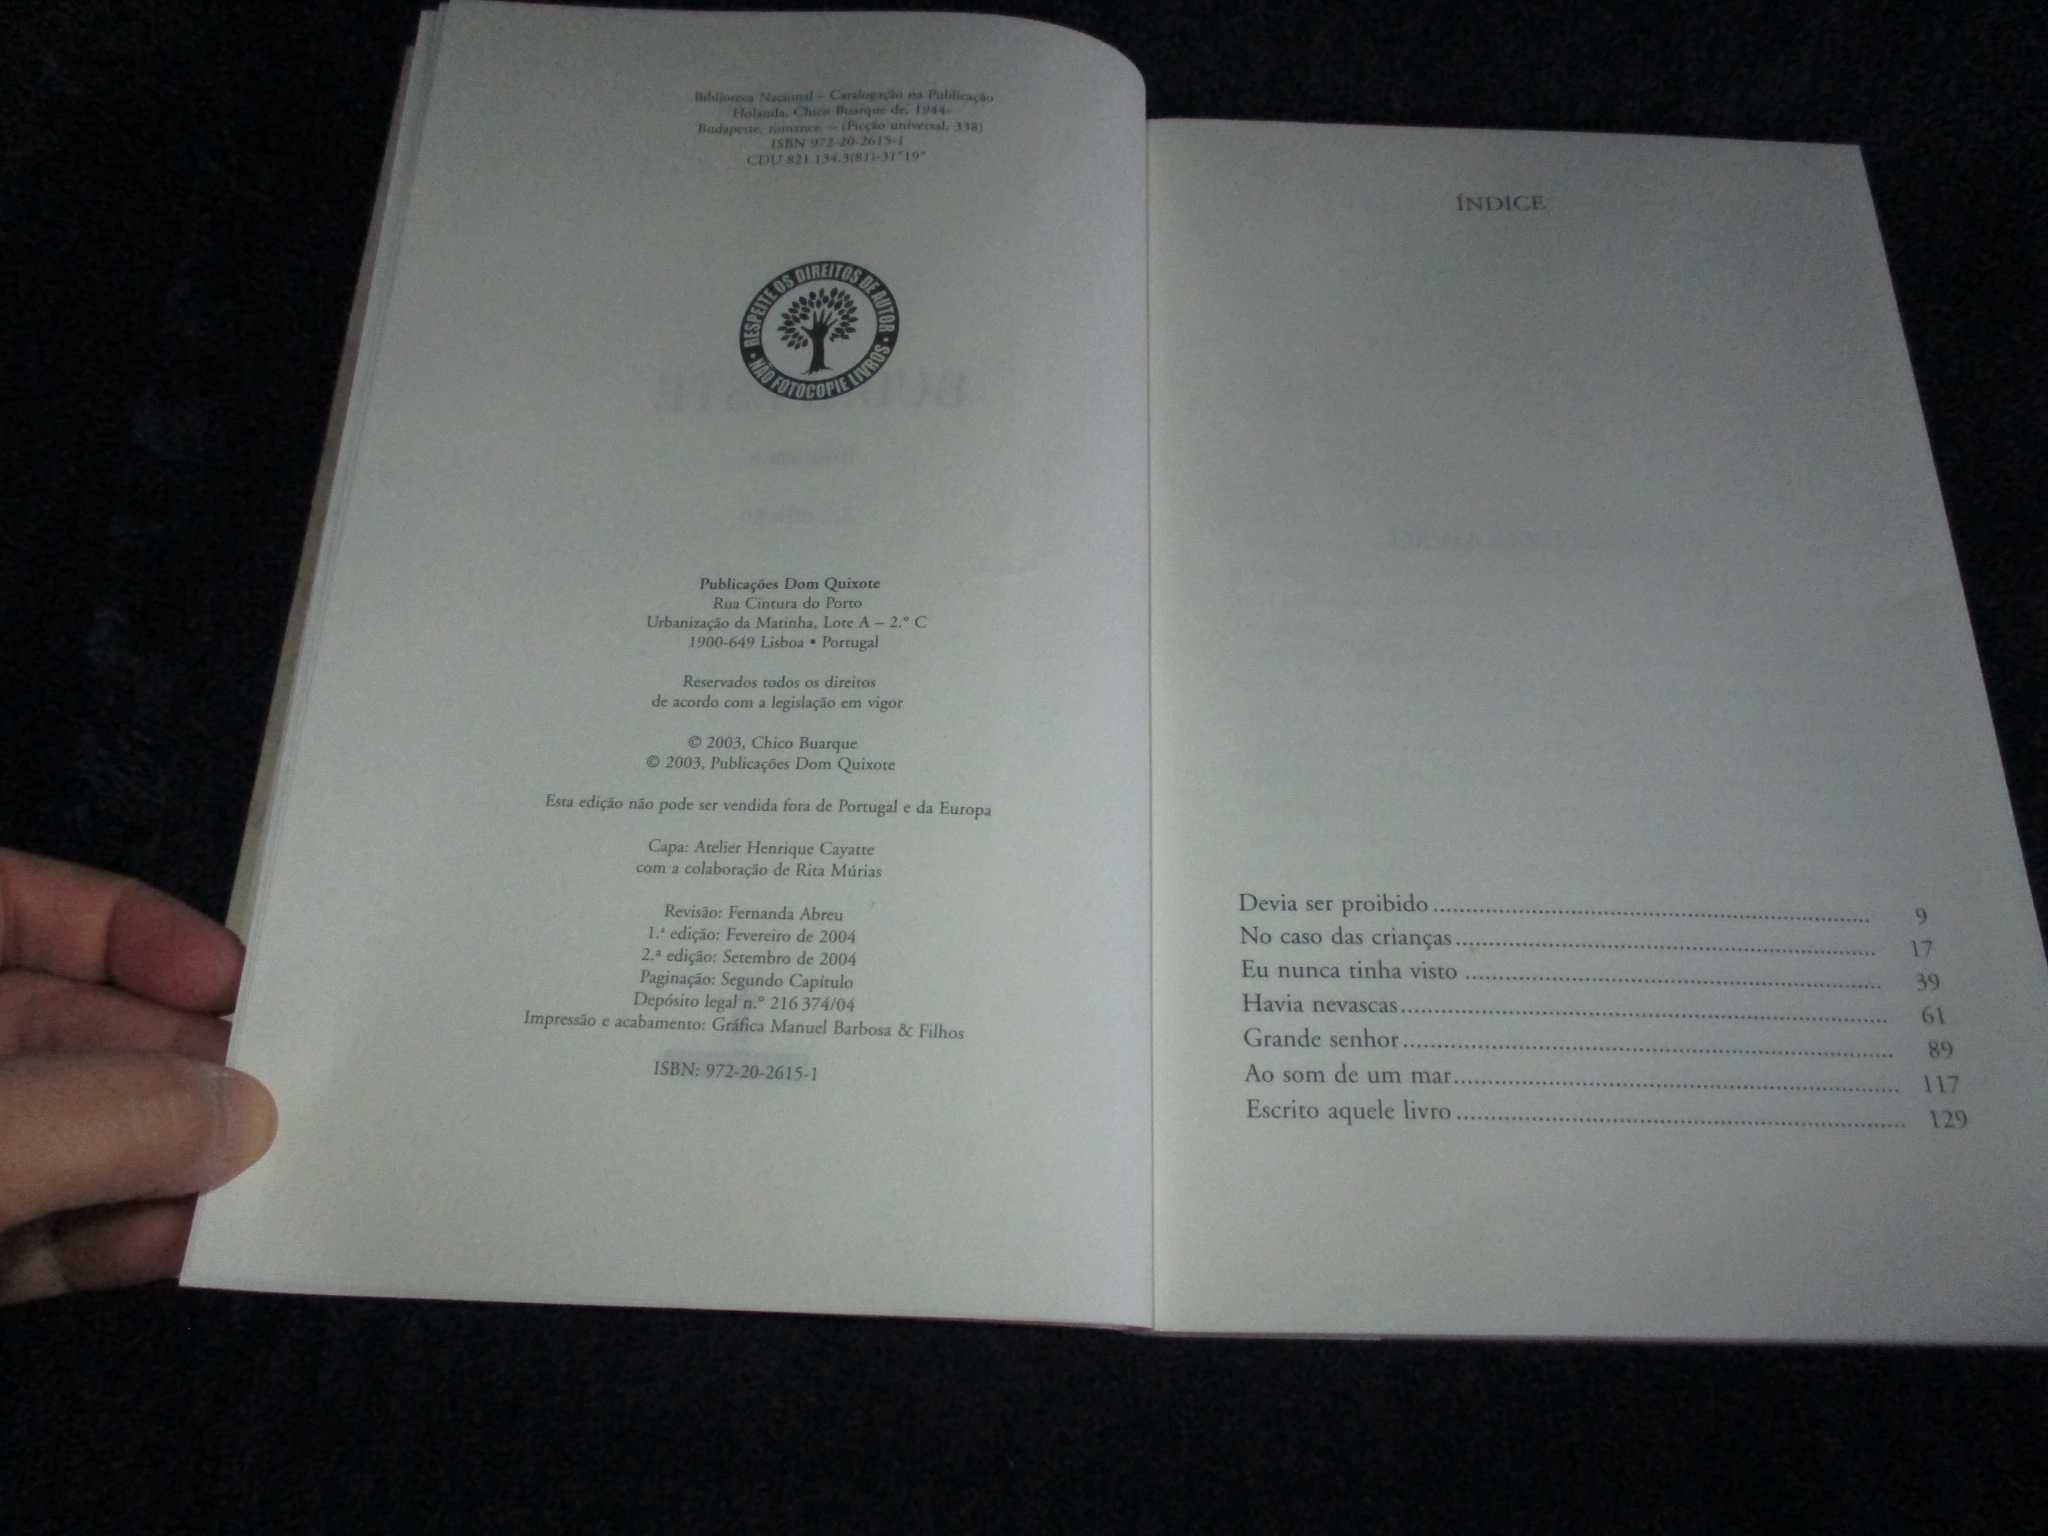 Biblioteca Nacional – Catalogação na Publicação
Holanda, Chico Buarque de, 1944-
Budapeste, romance. – (Ficção universal, 338)
ISBN 972-20-2615-1
CDU 821.134.3(81)-31"19"
RESPEITE OS DIREITOS DE AUTOR
• NÃO FOTOCOPIE LIVROS •
Publicações Dom Quixote
Rua Cintura do Porto
Urbanização da Matinha, Lote A – 2.º C
1900-649 Lisboa • Portugal
Reservados todos os direitos
de acordo com a legislação em vigor
© 2003, Chico Buarque
© 2003, Publicações Dom Quixote
Esta edição não pode ser vendida fora de Portugal e da Europa
Capa: Atelier Henrique Cayatte
com a colaboração de Rita Múrias
Revisão: Fernanda Abreu
1.ª edição: Fevereiro de 2004
2.ª edição: Setembro de 2004
Paginação: Segundo Capítulo
Depósito legal n.º 216 374/04
Impressão e acabamento: Gráfica Manuel Barbosa & Filhos
ISBN: 972-20-2615-1
ÍNDICE
Devia ser proibido .......... 9
No caso das crianças .......... 17
Eu nunca tinha visto .......... 39
Havia nevascas .......... 61
Grande senhor .......... 89
Ao som de um mar .......... 117
Escrito aquele livro .......... 129